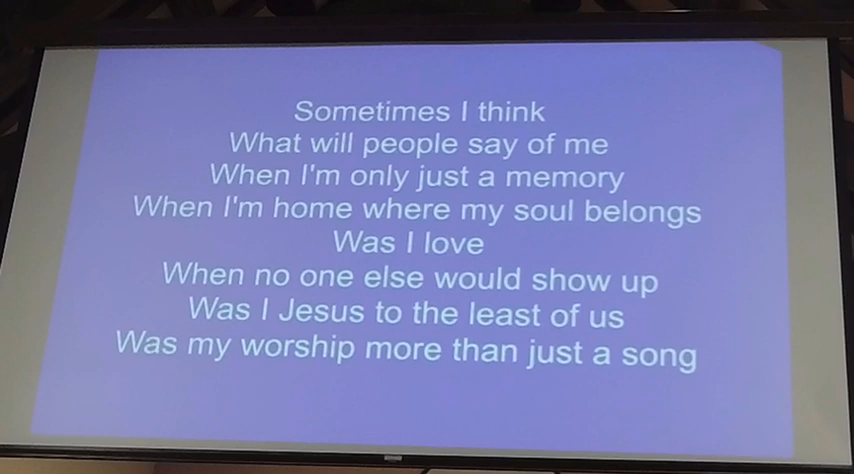 Sometimes I think
What will people say of me
When I'm only just a memory
When I'm home where my soul belongs
Was I love
When no one else would show up
Was I Jesus to the least of us
Was my worship more than just a song